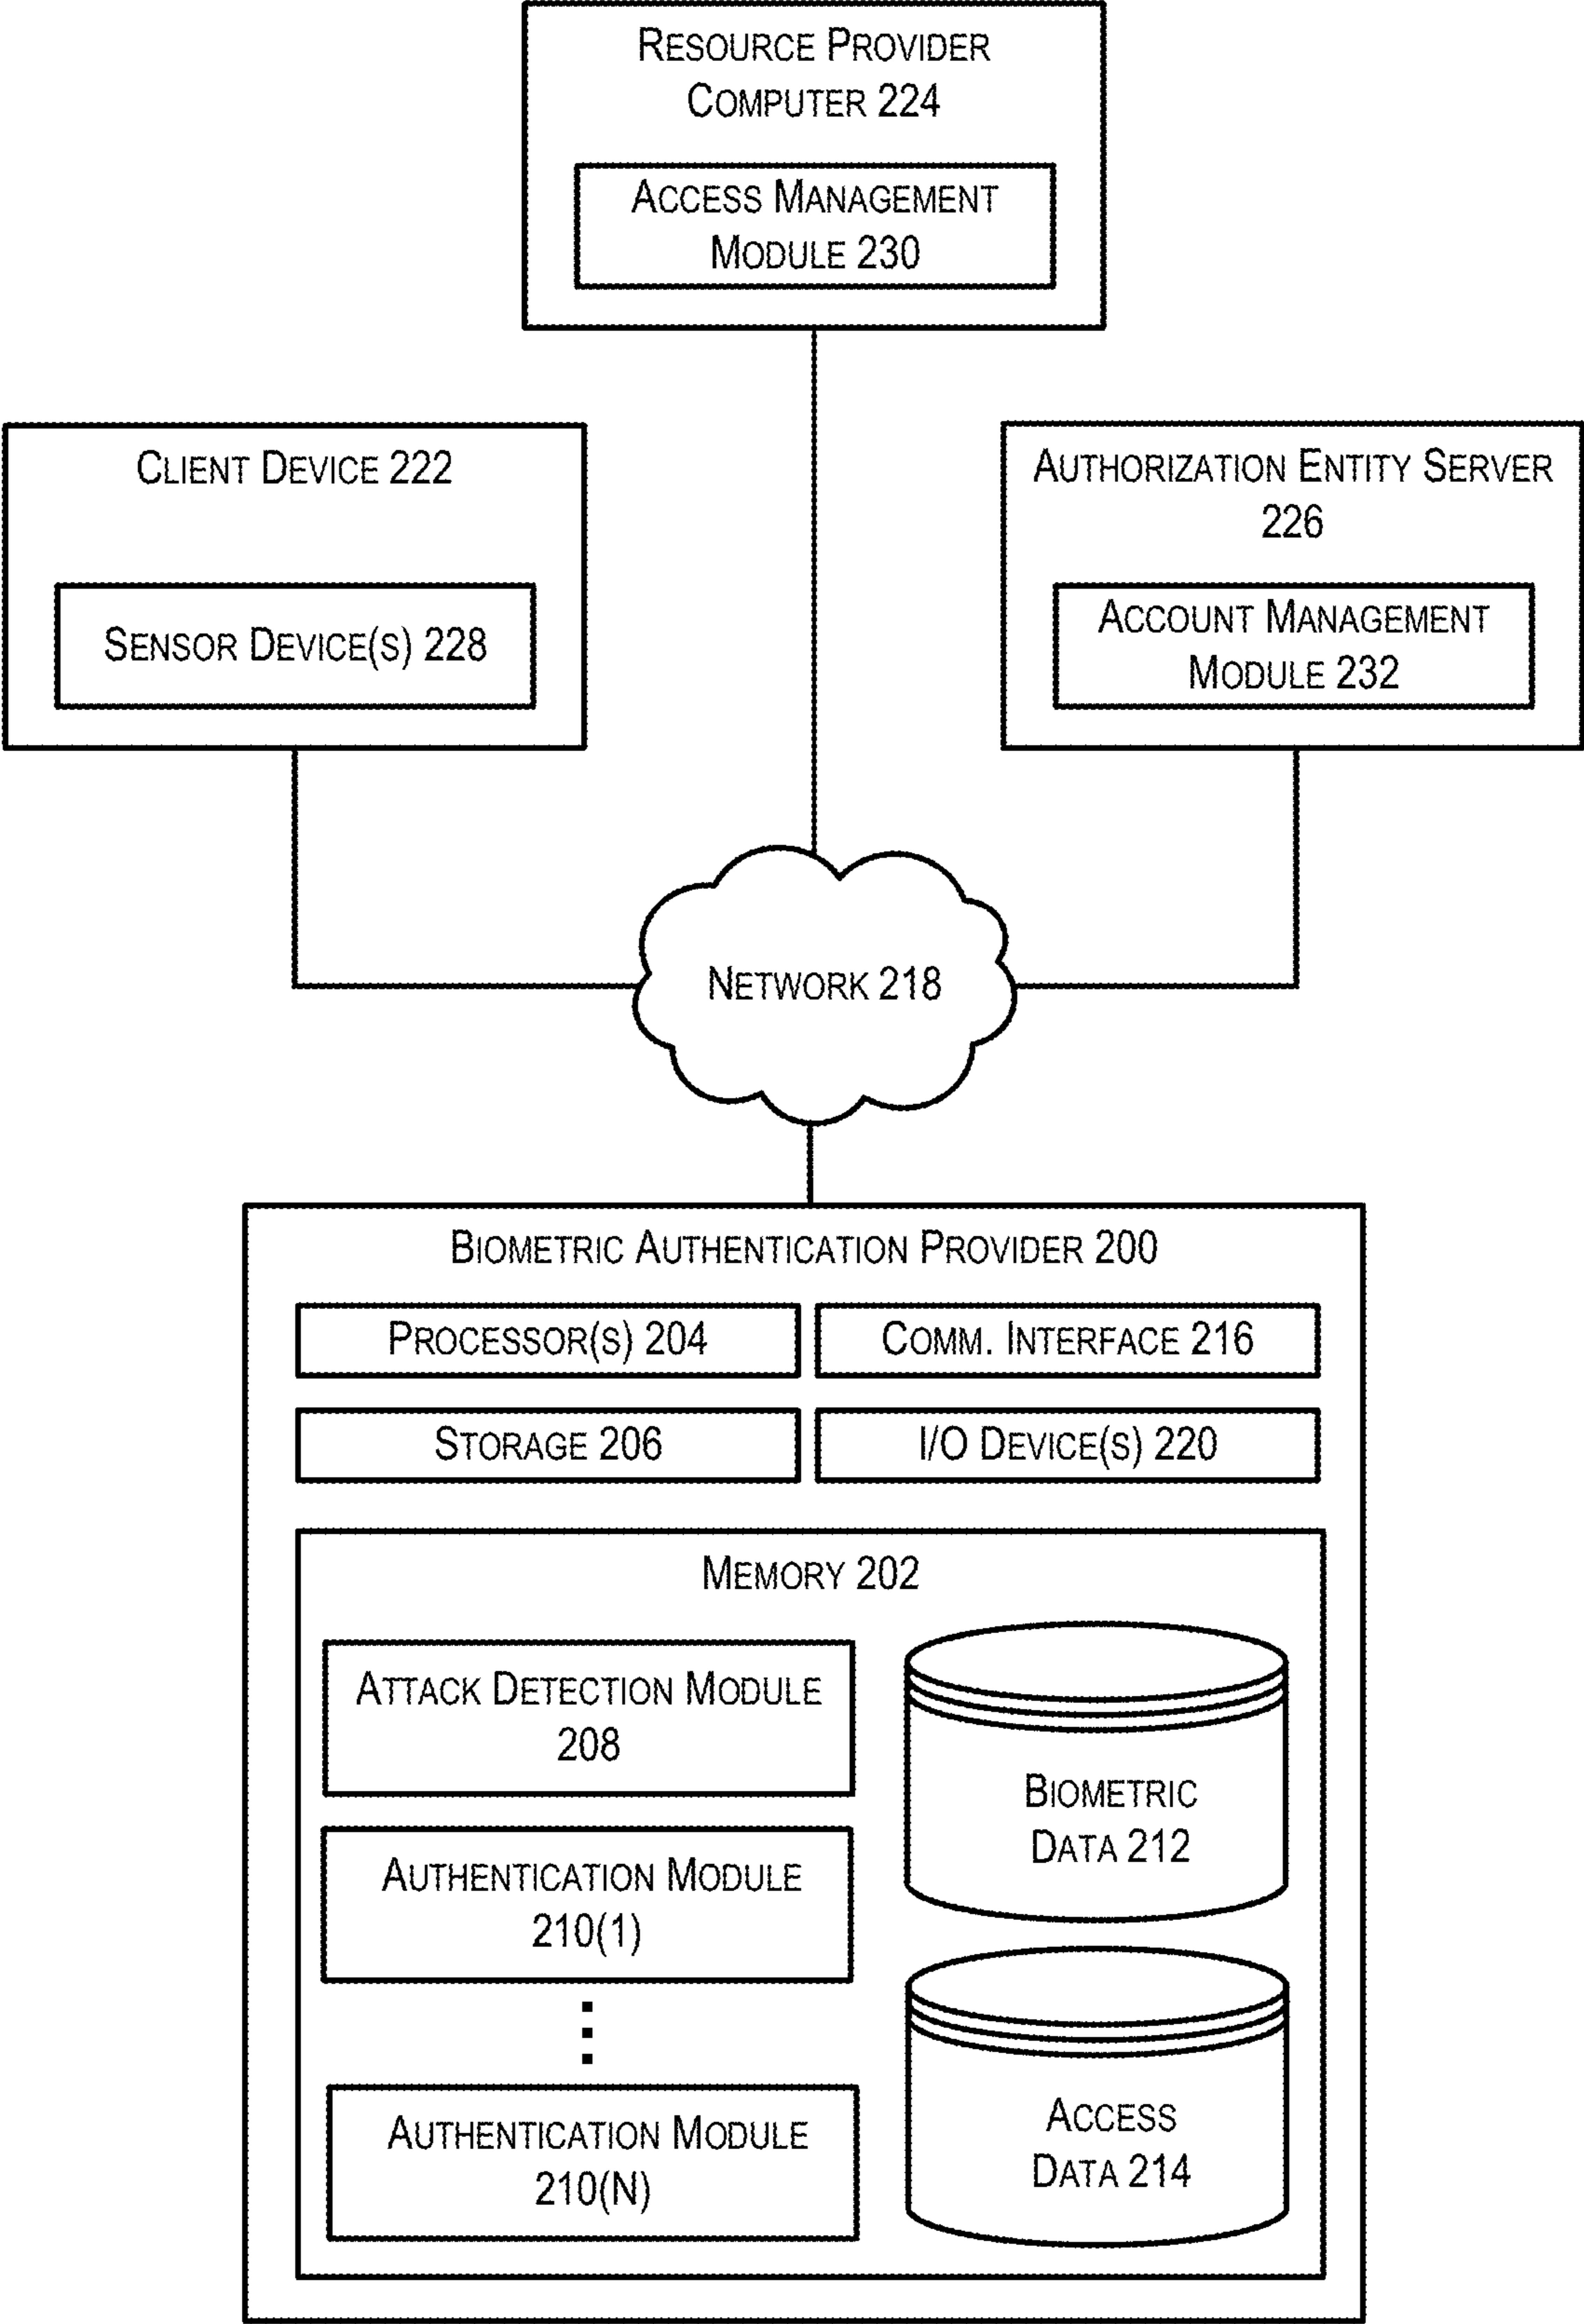 RESOURCE PROVIDER
COMPUTER 224
ACCESS MANAGEMENT
MODULE 230
CLIENT DEVICE 222
SENSOR DEVICE(S) 228
AUTHORIZATION ENTITY SERVER
226
ACCOUNT MANAGEMENT
MODULE 232
NETWORK 218
BIOMETRIC AUTHENTICATION PROVIDER 200
PROCESSOR(S) 204
COMM. INTERFACE 216
STORAGE 206
I/O DEVICE(S) 220
MEMORY 202
ATTACK DETECTION MODULE
208
AUTHENTICATION MODULE
210(1)
AUTHENTICATION MODULE
210(N)
BIOMETRIC
DATA 212
ACCESS
DATA 214